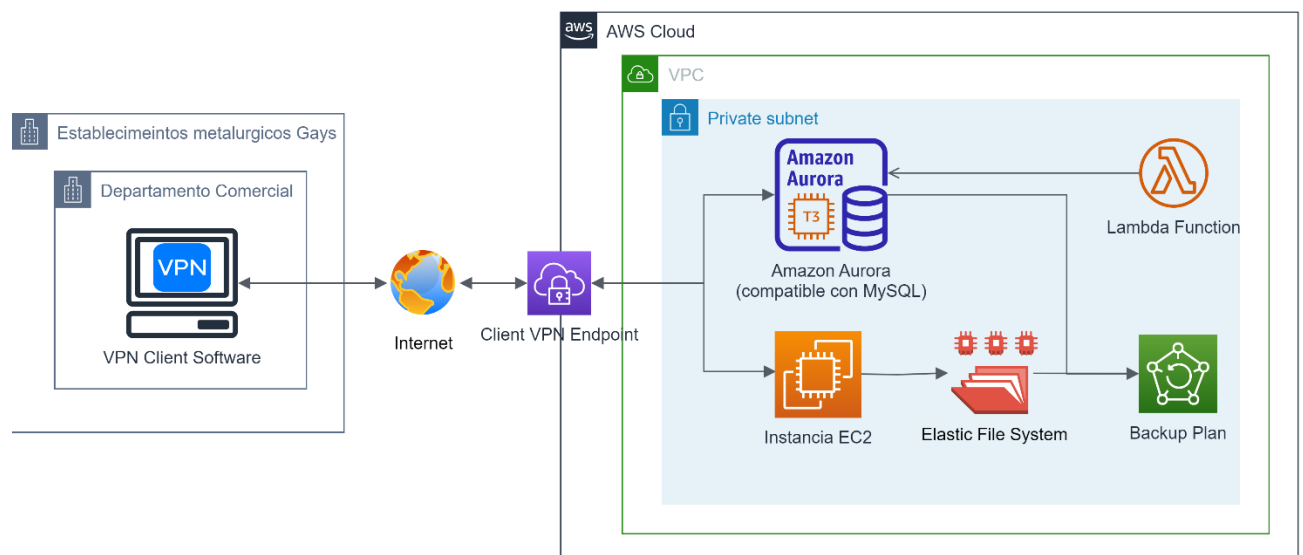 aws
AWS Cloud
VPC
Private subnet
Establecimeintos metalurgicos Gays
Departamento Comercial
VPN
VPN Client Software
Internet
Client VPN Endpoint
Amazon
Aurora
T3
Amazon Aurora
(compatible con MySQL)
Lambda Function
Instancia EC2
Elastic File System
Backup Plan